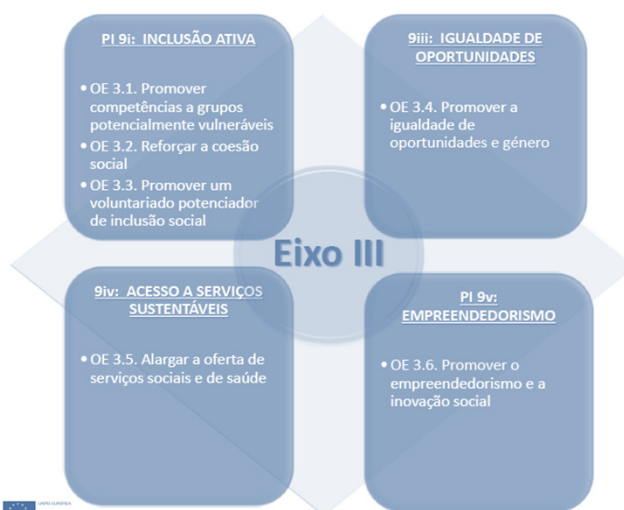 PI 9i: INCLUSÃO ATIVA
• OE 3.1. Promover
competências a grupos
potencialmente vulneráveis
• OE 3.2. Reforçar a coesão
social
• OE 3.3. Promover um
voluntariado potenciador
de inclusão social
9iii: IGUALDADE DE
OPORTUNIDADES
• OE 3.4. Promover a
igualdade de
oportunidades e género
Eixo III
9iv: ACESSO A SERVIÇOS
SUSTENTÁVEIS
• OE 3.5. Alargar a oferta de
serviços sociais e de saúde
PI 9v:
EMPREENDEDORISMO
• OE 3.6. Promover o
empreendedorismo e a
inovação social
UNIÃO EUROPEIA